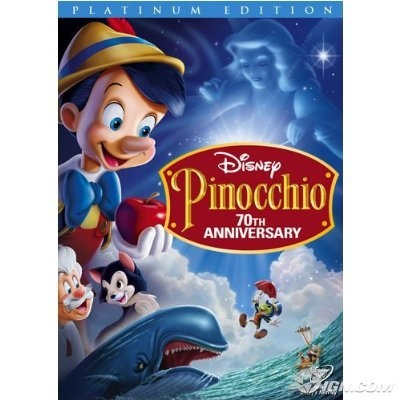 PLATINUM EDITION
Disney
Pinocchio
70TH
ANNIVERSARY
IGN.COM